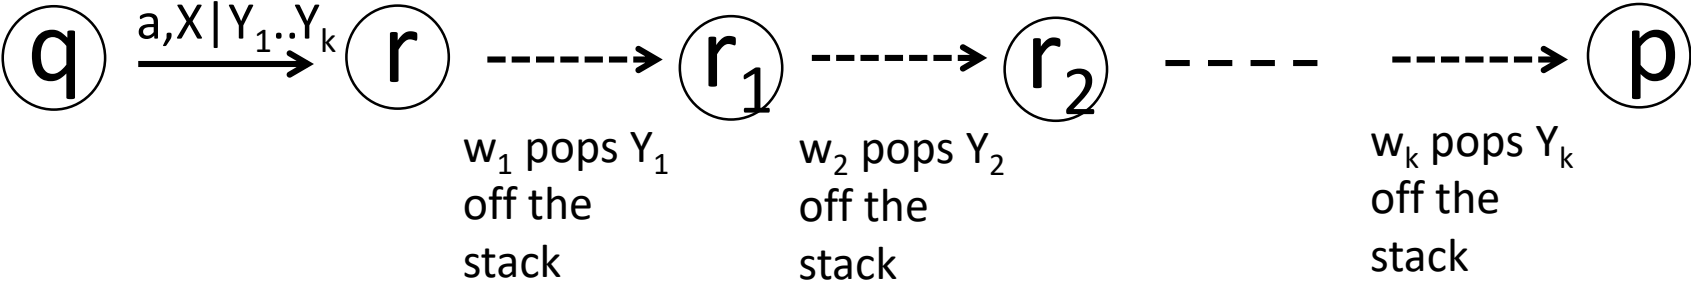 q a,X|Y₁..Yₖ r r₁ r₂ p
w₁ pops Y₁
off the
stack
w₂ pops Y₂
off the
stack
wₖ pops Yₖ
off the
stack